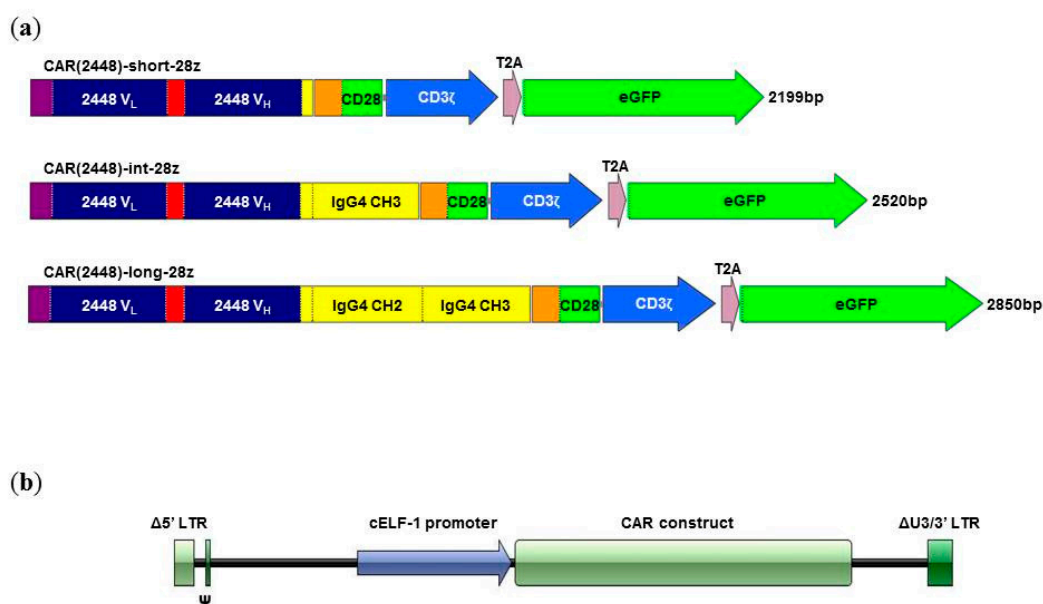 (a)
CAR(2448)-short-28z
T2A
2448 VL
2448 VH
CD28
CD3ζ
eGFP
2199bp
CAR(2448)-int-28z
T2A
2448 VL
2448 VH
IgG4 CH3
CD28
CD3ζ
eGFP
2520bp
CAR(2448)-long-28z
T2A
2448 VL
2448 VH
IgG4 CH2
IgG4 CH3
CD28
CD3ζ
eGFP
2850bp
(b)
Δ5' LTR
cELF-1 promoter
CAR construct
ΔU3/3' LTR
Ψ